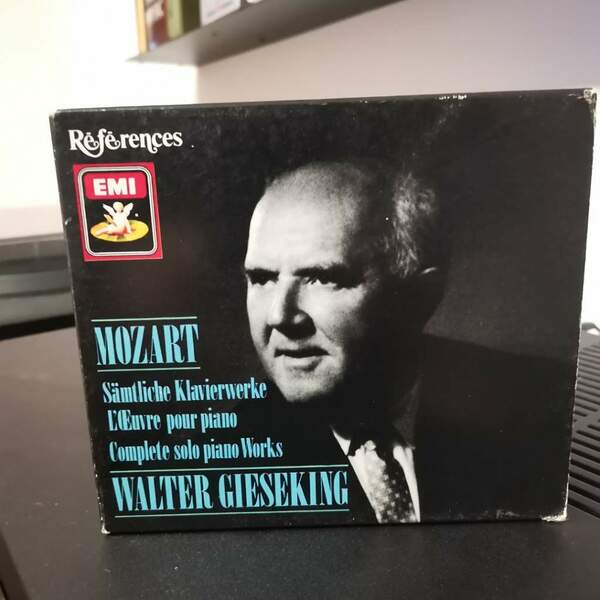 Références
EMI
MOZART
Sämtliche Klavierwerke
L'Œuvre pour piano
Complete solo piano Works
WALTER GIESEKING